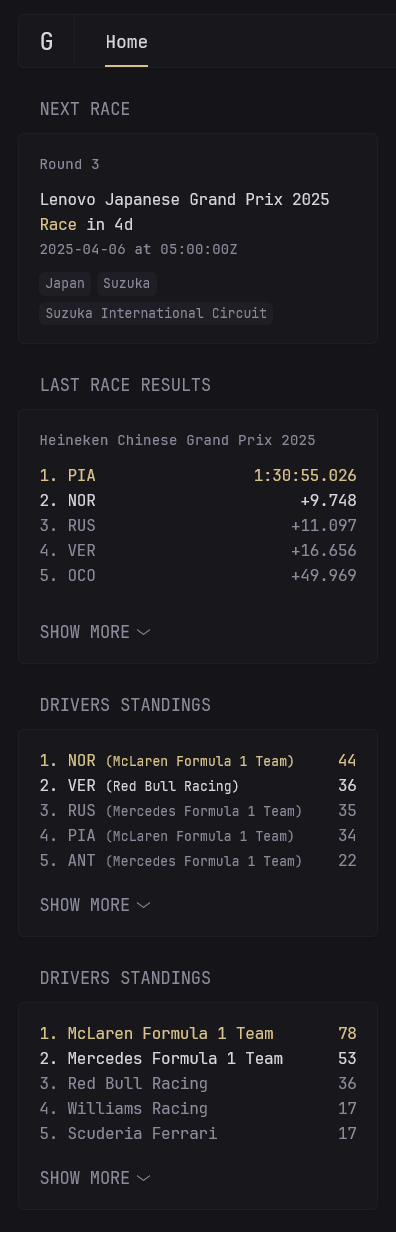 G Home
NEXT RACE
Round 3
Lenovo Japanese Grand Prix 2025
Race in 4d
2025-04-06 at 05:00:00Z
Japan Suzuka
Suzuka International Circuit
LAST RACE RESULTS
Heineken Chinese Grand Prix 2025
1. PIA 1:30:55.026
2. NOR +9.748
3. RUS +11.097
4. VER +16.656
5. OCO +49.969
SHOW MORE
DRIVERS STANDINGS
1. NOR (McLaren Formula 1 Team) 44
2. VER (Red Bull Racing) 36
3. RUS (Mercedes Formula 1 Team) 35
4. PIA (McLaren Formula 1 Team) 34
5. ANT (Mercedes Formula 1 Team) 22
SHOW MORE
DRIVERS STANDINGS
1. McLaren Formula 1 Team 78
2. Mercedes Formula 1 Team 53
3. Red Bull Racing 36
4. Williams Racing 17
5. Scuderia Ferrari 17
SHOW MORE